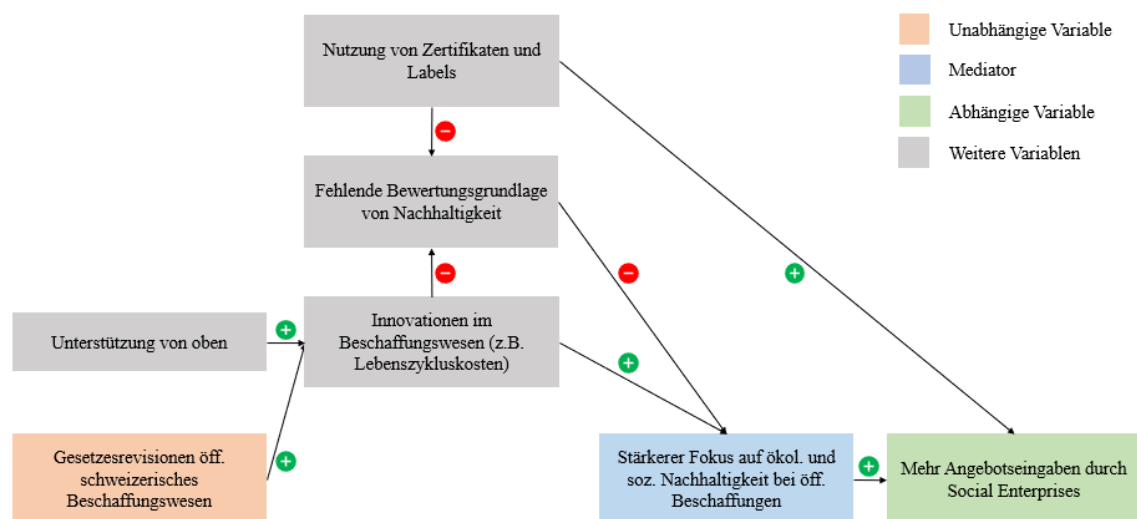 Nutzung von Zertifikaten und
Labels
Unabhängige Variable
Mediator
Abhängige Variable
Weitere Variablen
Fehlende Bewertungsgrundlage
von Nachhaltigkeit
Unterstützung von oben
Innovationen im
Beschaffungswesen (z.B.
Lebenszykluskosten)
Gesetzesrevisionen öff.
schweizerisches
Beschaffungswesen
Stärkerer Fokus auf ökol. und
soz. Nachhaltigkeit bei öff.
Beschaffungen
Mehr Angebotseingaben durch
Social Enterprises